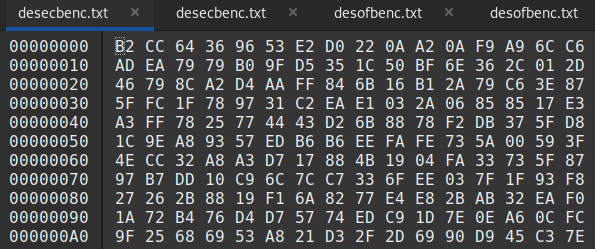 desecbenc.txt × desecbenc.txt × desofbenc.txt × desofbenc.txt
00000000 B2 CC 64 36 96 53 E2 D0 22 0A A2 0A F9 A9 6C C6
00000010 AD EA 79 79 B0 9F D5 35 1C 50 BF 6E 36 2C 01 2D
00000020 46 79 8C A2 D4 AA FF 84 6B 16 B1 2A 79 C6 3E 87
00000030 5F FC 1F 78 97 31 C2 EA E1 03 2A 06 85 85 17 E3
00000040 A3 FF 78 25 77 44 43 D2 6B 88 78 F2 DB 37 5F D8
00000050 1C 9E A8 93 57 ED B6 B6 EE FA FE 73 5A 00 59 3F
00000060 4E CC 32 A8 A3 D7 17 88 4B 19 04 FA 33 73 5F 87
00000070 97 B7 DD 10 C9 6C 7C C7 33 6F EE 03 7F 1F 93 F8
00000080 27 26 2B 88 19 F1 6A 82 77 E4 E8 2B AB 32 EA F0
00000090 1A 72 B4 76 D4 D7 57 74 ED C9 1D 7E 0E A6 0C FC
000000A0 9F 25 68 69 53 A8 21 D3 2F 2D 69 90 D9 45 C3 7E